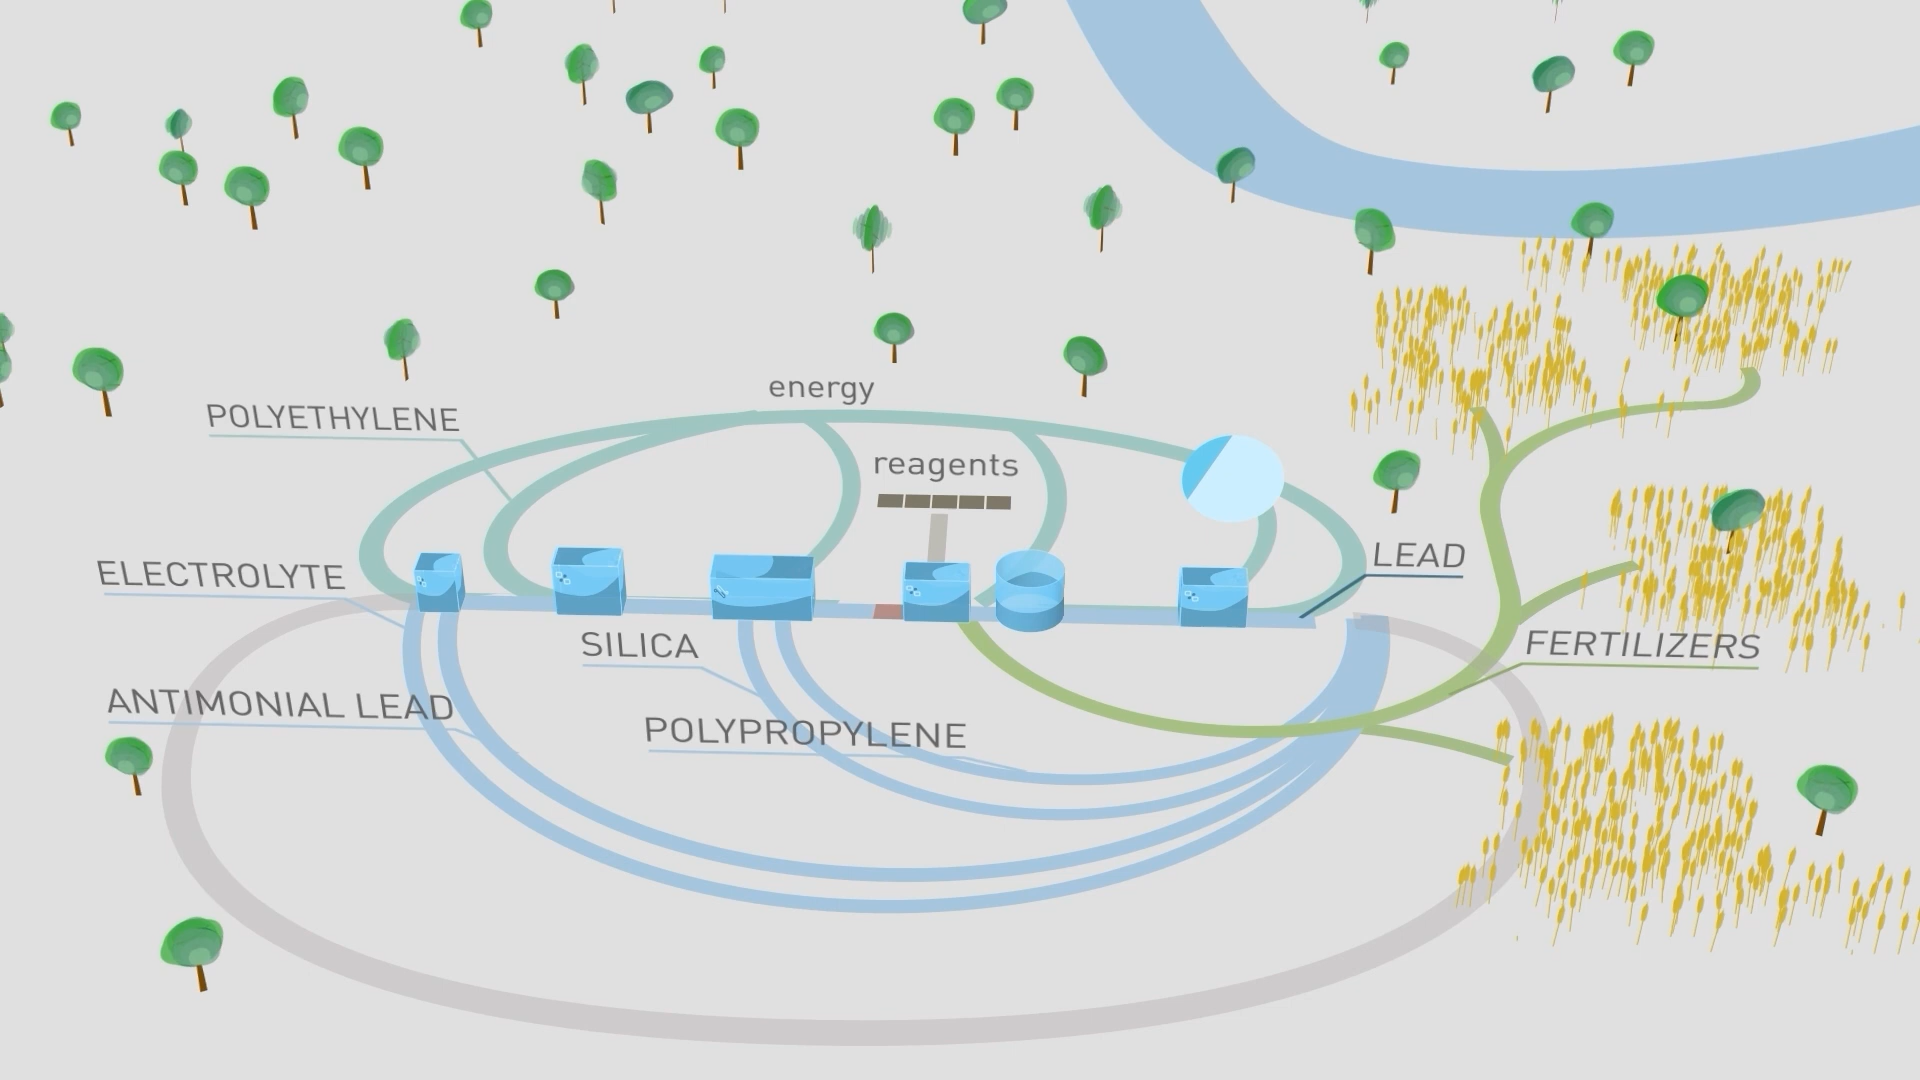 energy
POLYETHYLENE
reagents
LEAD
ELECTROLYTE
SILICA
FERTILIZERS
ANTIMONIAL LEAD
POLYPROPYLENE